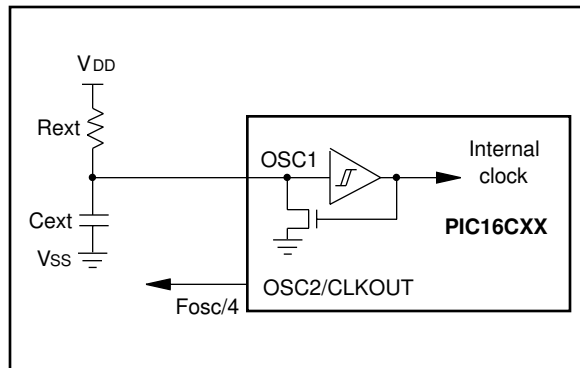 VDD
Rext
Cext
VSS
OSC1
Internal
clock
PIC16CXX
OSC2/CLKOUT
Fosc/4